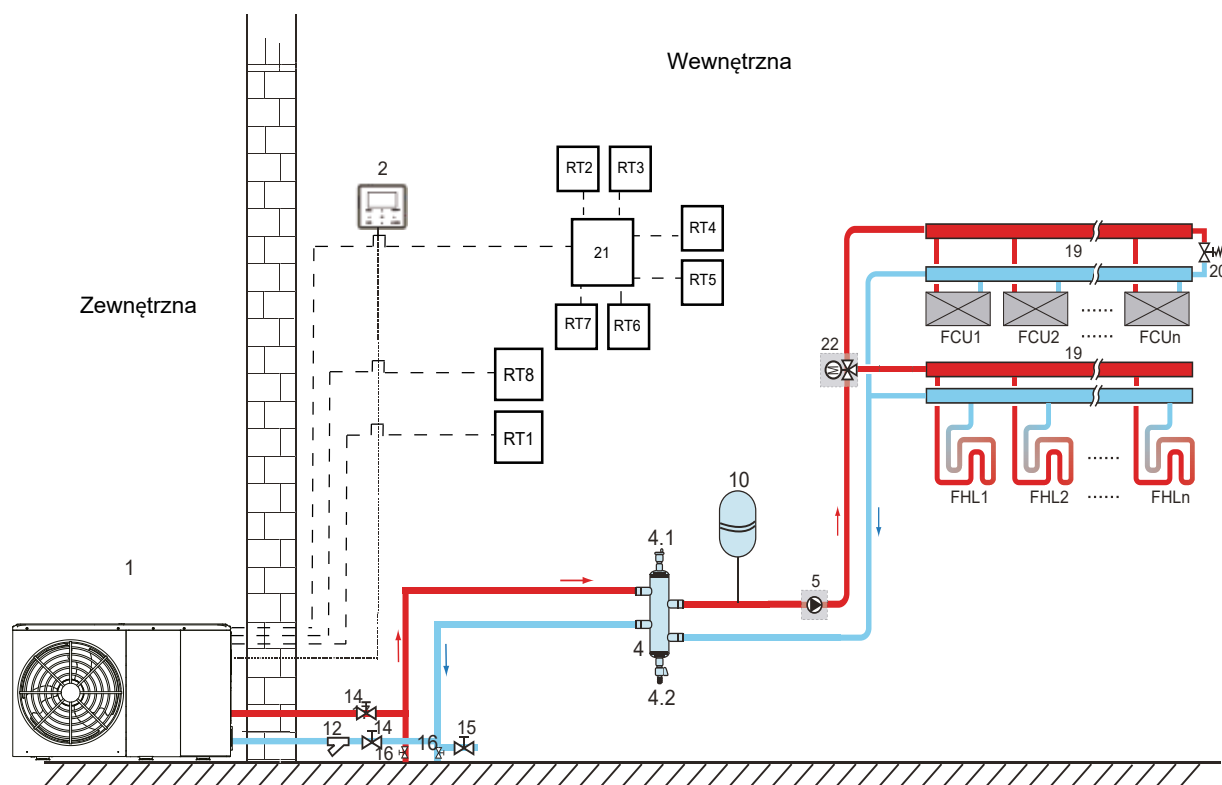 Wewnętrzna
Zewnętrzna
2
RT2
RT3
RT4
21
RT5
RT7
RT6
19
20
FCU1
FCU2
......
......
FCUn
22
19
RT8
RT1
10
FHL1
FHL2
......
......
FHLn
4.1
5
1
4
4.2
14
12
14
16
16
15
M